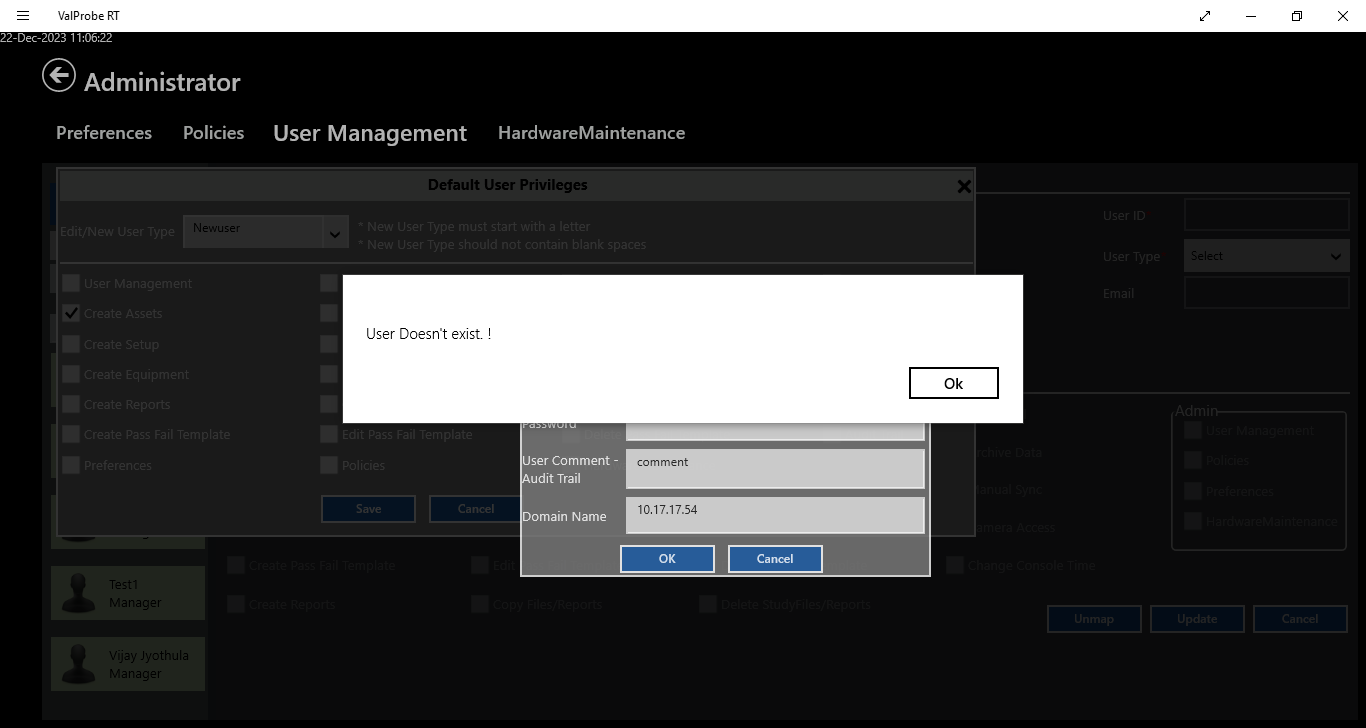 ValProbe RT
22-Dec-2023 11:06:22
Administrator
Preferences
Policies
User Management
HardwareMaintenance
Default User Privileges
Edit/New User Type
Newuser
* New User Type must start with a letter
* New User Type should not contain blank spaces
User Management
Create Assets
Create Setup
Create Equipment
Create Reports
Create Pass Fail Template
Edit Pass Fail Template
Preferences
Policies
Save
Cancel
User ID
User Type
Select
Email
User Doesn't exist. !
Ok
Password
User Comment -
Audit Trail
comment
Domain Name
10.17.17.54
OK
Cancel
Admin
User Management
Policies
Preferences
HardwareMaintenance
Data
Manual Sync
Access
Create Pass Fail Template
Edit
Change Console Time
Create Reports
Copy Files/Reports
Delete StudyFiles/Reports
Unmap
Update
Cancel
Test1
Manager
Vijay Jyothula
Manager